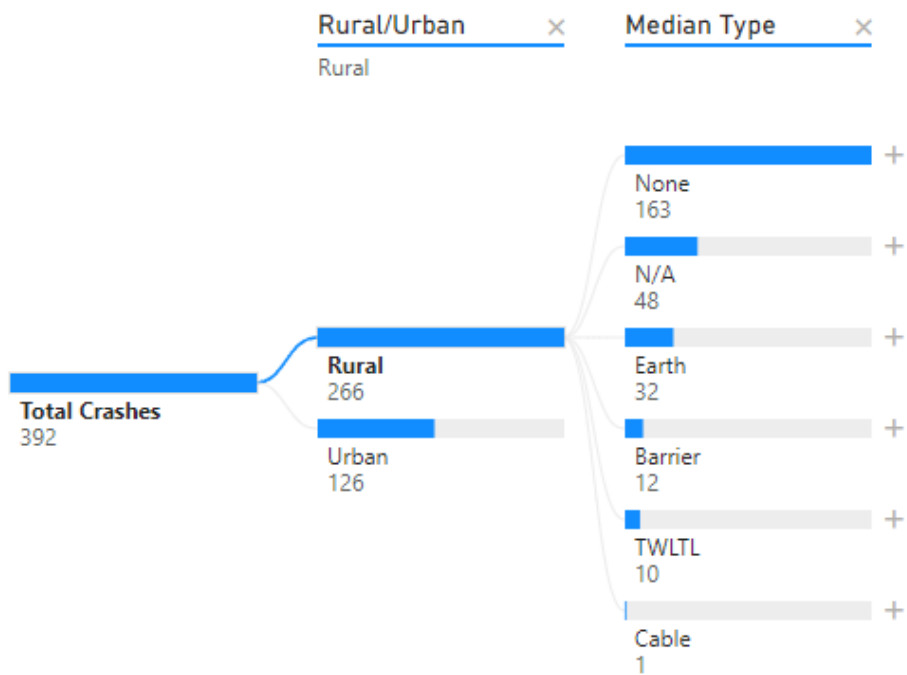 Rural/Urban ×
Rural
Median Type ×
None
163
N/A
48
Earth
32
Barrier
12
TWLTL
10
Cable
1
Rural
266
Urban
126
Total Crashes
392